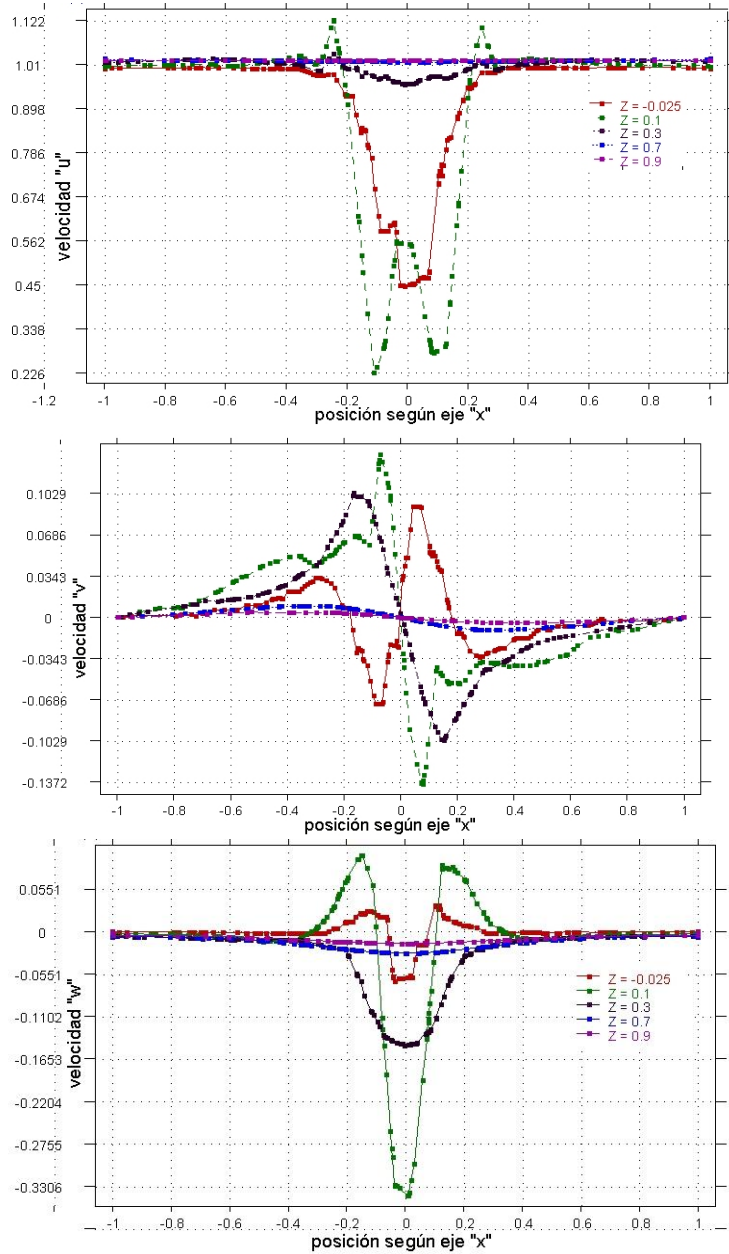 1.122
1.01
0.898
0.786
0.674
0.562
0.45
0.338
0.226
velocidad "u"
Z = -0.025
Z = 0.1
Z = 0.3
Z = 0.7
Z = 0.9
-1.2 -1 -0.8 -0.6 -0.4 -0.2 0 0.2 0.4 0.6 0.8 1
posición según eje "x"
0.1029
0.0686
0.0343
0
-0.0343
-0.0686
-0.1029
-0.1372
velocidad "v"
-1 -0.8 -0.6 -0.4 -0.2 0 0.2 0.4 0.6 0.8 1
posición según eje "x"
0.0551
0
-0.0551
-0.1102
-0.1653
-0.2204
-0.2755
-0.3306
velocidad "w"
Z = -0.025
Z = 0.1
Z = 0.3
Z = 0.7
Z = 0.9
-1 -0.8 -0.6 -0.4 -0.2 0.0 0.2 0.4 0.6 0.8 1
posición según eje "x"